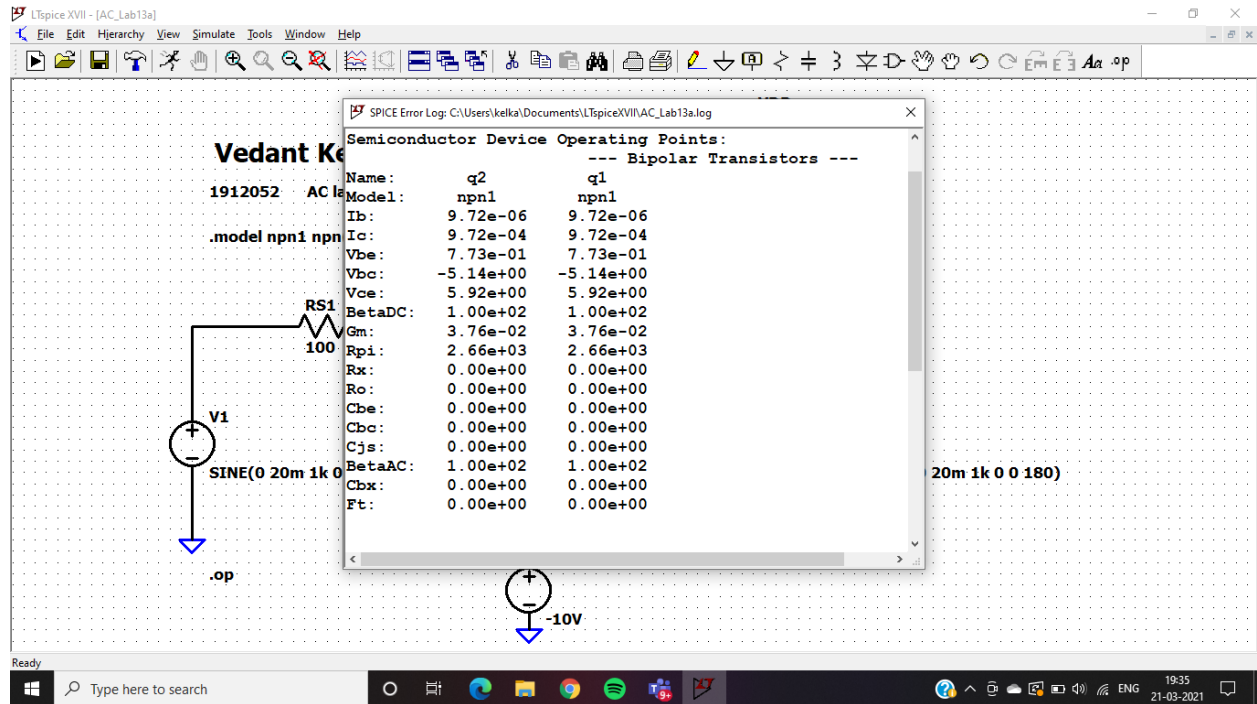 LTspice XVII - [AC_Lab13a]
File Edit Hierarchy View Simulate Tools Window Help
SPICE Error Log: C:\Users\kelka\Documents\LTspiceXVII\AC_Lab13a.log
Semiconductor Device Operating Points:
--- Bipolar Transistors ---
Name: q2 q1
Model: npn1 npn1
Ib: 9.72e-06 9.72e-06
Ic: 9.72e-04 9.72e-04
Vbe: 7.73e-01 7.73e-01
Vbc: -5.14e+00 -5.14e+00
Vce: 5.92e+00 5.92e+00
BetaDC: 1.00e+02 1.00e+02
Gm: 3.76e-02 3.76e-02
Rpi: 2.66e+03 2.66e+03
Rx: 0.00e+00 0.00e+00
Ro: 0.00e+00 0.00e+00
Cbe: 0.00e+00 0.00e+00
Cbc: 0.00e+00 0.00e+00
Cjs: 0.00e+00 0.00e+00
BetaAC: 1.00e+02 1.00e+02
Cbx: 0.00e+00 0.00e+00
Ft: 0.00e+00 0.00e+00
Vedant Ke
1912052 AC la
.model npn1 npn
RS1
100
V1
SINE(0 20m 1k 0
20m 1k 0 0 180)
.op
-10V
Ready
Type here to search
9+
ENG
19:35
21-03-2021